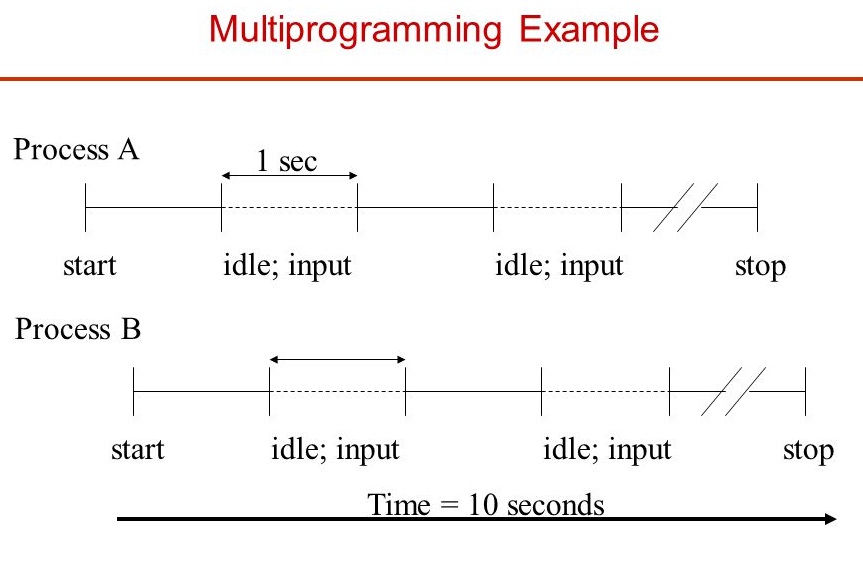 Multiprogramming Example
Process A
1 sec
start idle; input idle; input stop
Process B
start idle; input idle; input stop
Time = 10 seconds